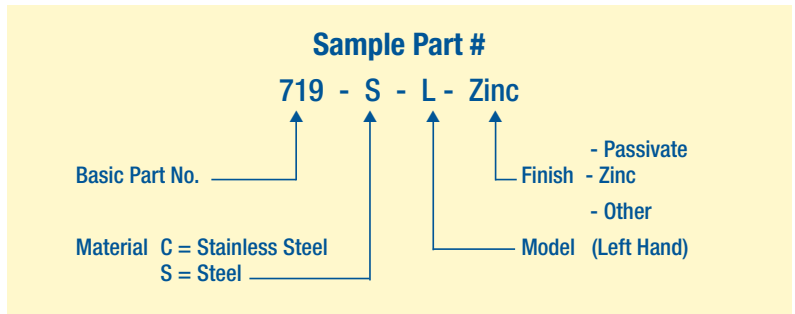 Sample Part #
719 - S - L - Zinc
- Passivate
Basic Part No.
Finish - Zinc
- Other
Material C = Stainless Steel
Model (Left Hand)
S = Steel